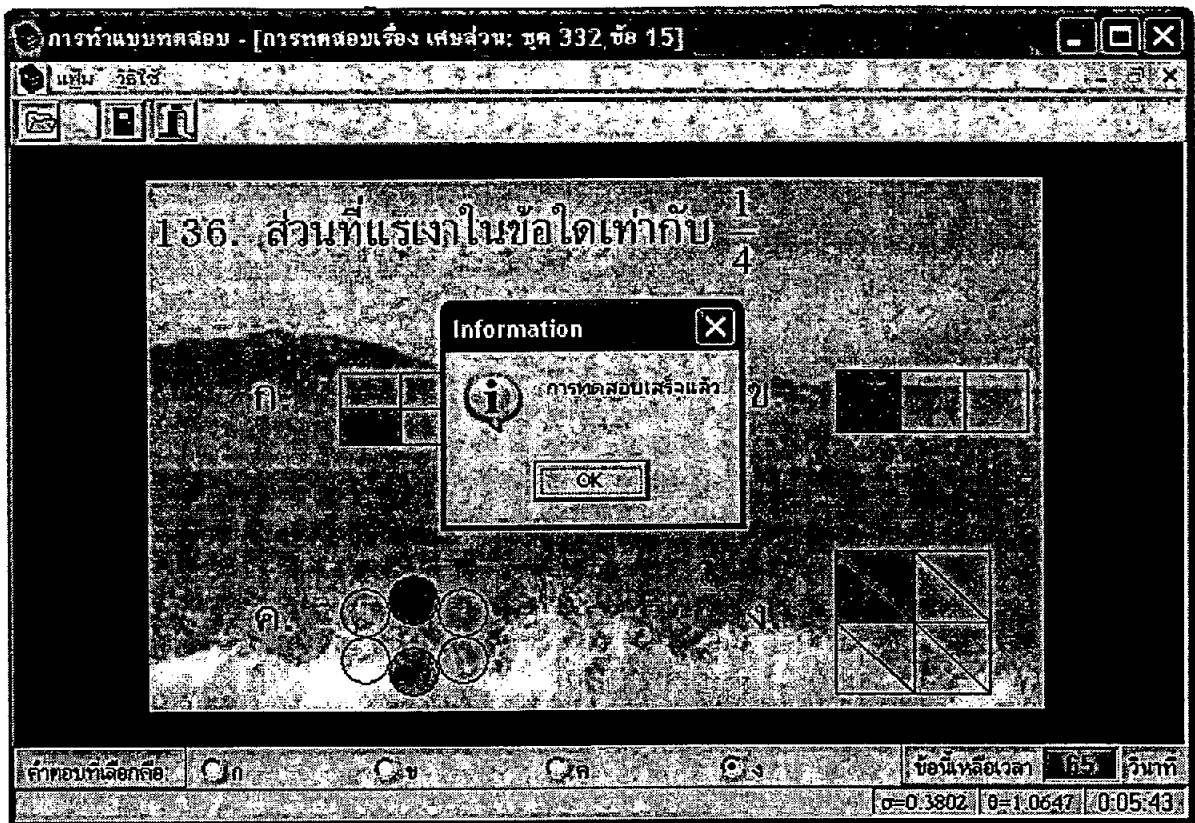 การทำแบบทดสอบ - [การทดสอบเรื่อง เศษส่วน: ชุด 332 ข้อ 15]
แฟ้ม วิธีใช้
136. ส่วนที่แรเงาในข้อใดเท่ากับ 1/4
Information
การทดสอบเสร็จแล้ว
OK
ก. ข
ค. ง.
คำตอบที่เลือกคือ: ก ข ค ง ข้อนี้เหลือเวลา 65 วินาที
σ=0.3802 θ=1.0647 0:05:43